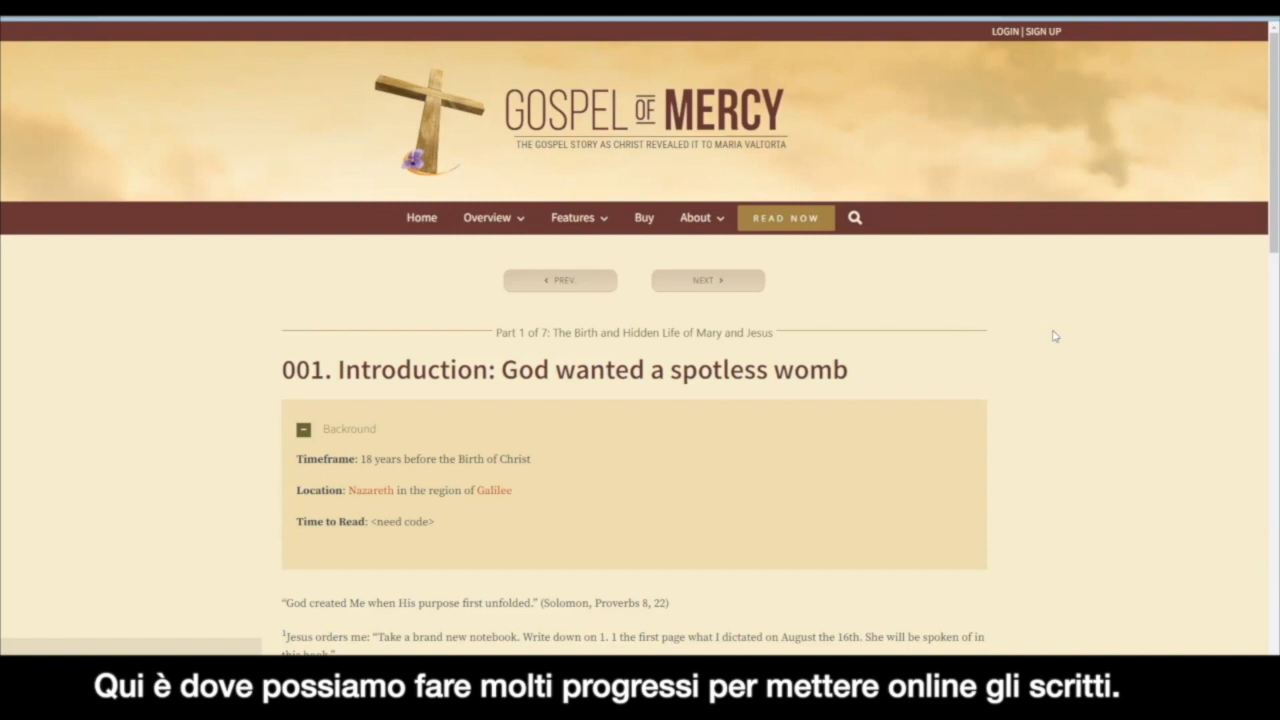 LOGIN | SIGN UP
GOSPEL OF MERCY
THE GOSPEL STORY AS CHRIST REVEALED IT TO MARIA VALTORTA
Home Overview Features Buy About READ NOW
PREV. NEXT
Part 1 of 7: The Birth and Hidden Life of Mary and Jesus
001. Introduction: God wanted a spotless womb
Backround
Timeframe: 18 years before the Birth of Christ
Location: Nazareth in the region of Galilee
Time to Read: <need code>
“God created Me when His purpose first unfolded.” (Solomon, Proverbs 8, 22)
1Jesus orders me: “Take a brand new notebook. Write down on 1. 1 the first page what I dictated on August the 16th. She will be spoken of in
this book.”
Qui è dove possiamo fare molti progressi per mettere online gli scritti.